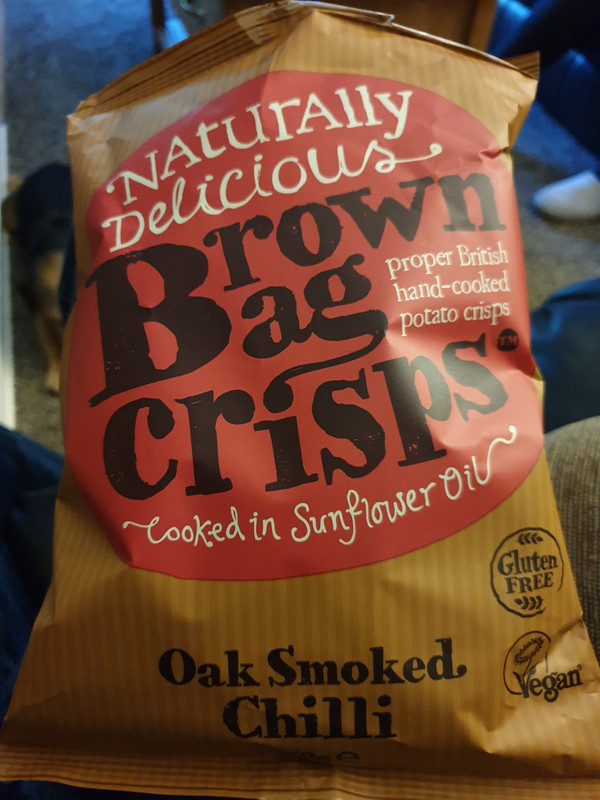 Naturally
Delicious
Brown
Bag
proper British
hand-cooked
potato crisps
Crisps TM
Cooked in Sunflower Oil
Gluten
FREE
Vegan
Oak Smoked
Chilli